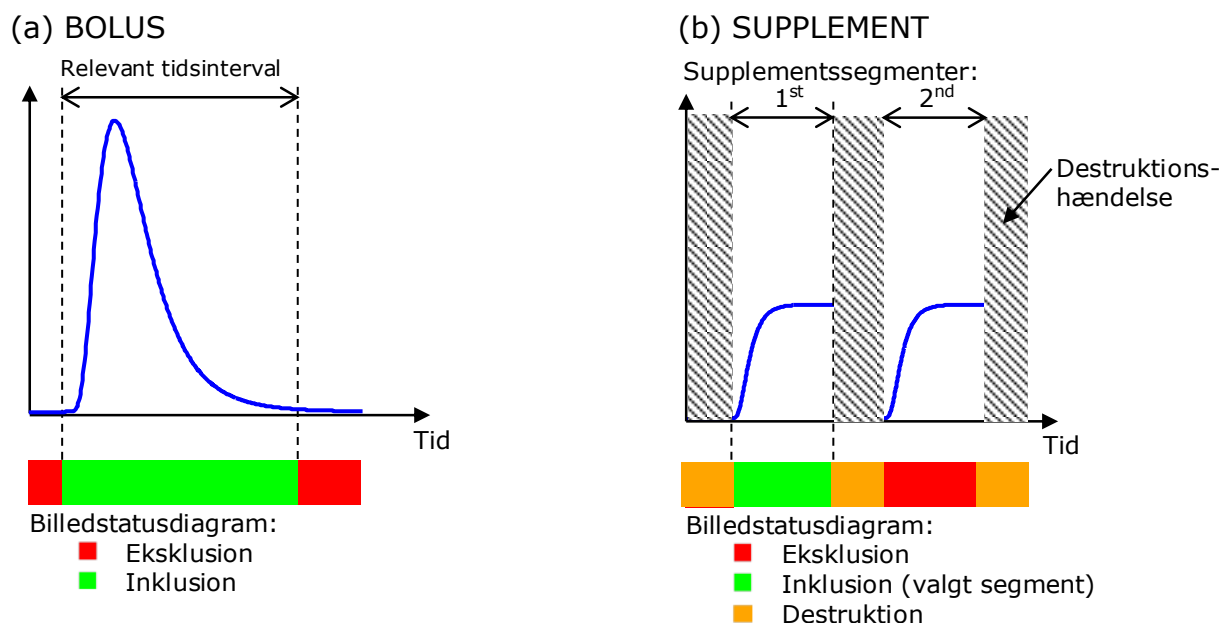 (a) BOLUS
Relevant tidsinterval
Tid
Billedstatusdiagram:
Eksklusion
Inklusion
(b) SUPPLEMENT
Supplementssegmenter:
1st
2nd
Destruktions-
hændelse
Tid
Billedstatusdiagram:
Eksklusion
Inklusion (valgt segment)
Destruktion